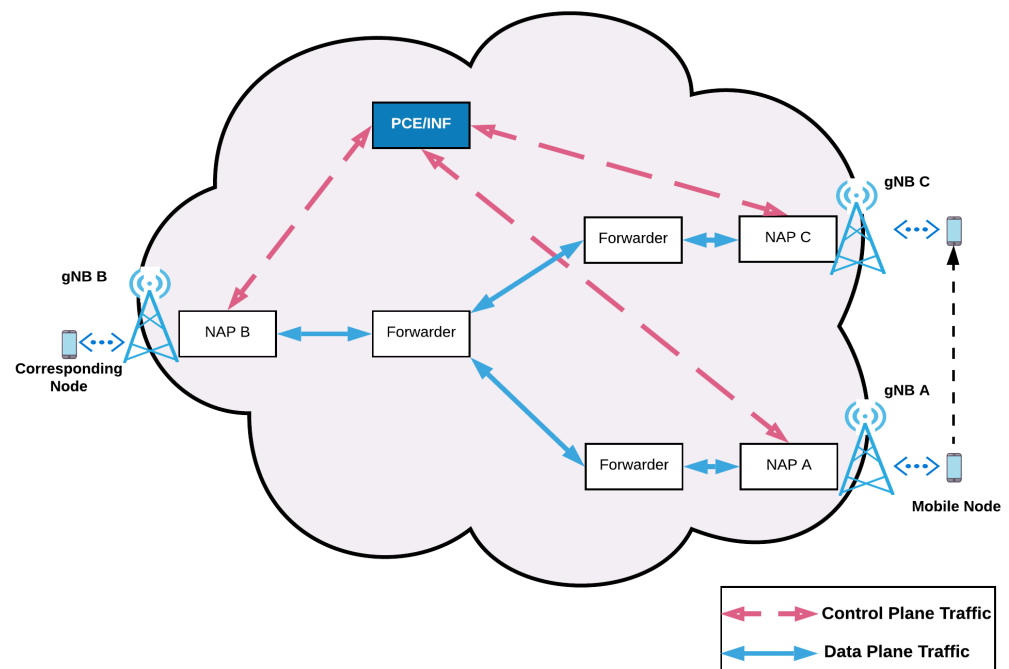 PCE/INF
gNB C
Forwarder
NAP C
gNB B
NAP B
Forwarder
Corresponding
Node
gNB A
Forwarder
NAP A
Mobile Node
Control Plane Traffic
Data Plane Traffic